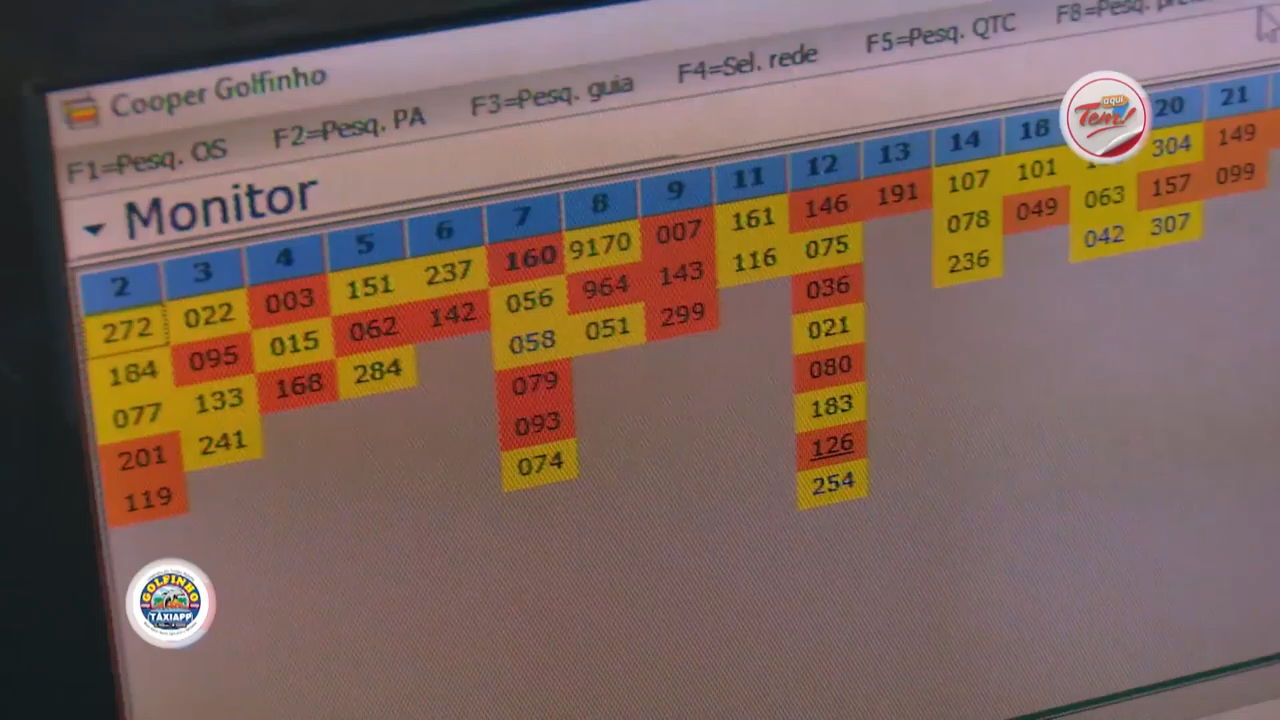 Cooper Golfinho
F1=Pesq. OS F2=Pesq. PA F3=Pesq. guia F4=Sel. rede F5=Pesq. QTC F8=Pesq.
Monitor
2 3 4 5 6 7 8 9 11 12 13 14 18 20 21
272 022 003 151 237 160 9170 007 161 146 191 107 101 304 149
184 095 015 062 142 056 964 143 116 075 078 049 063 157 099
077 133 168 284 058 051 299 036 236 042 307
201 241 079 021
119 093 080
074 183
126
254
aqui
Tem!
GOLFINHO
TÁXIAPP